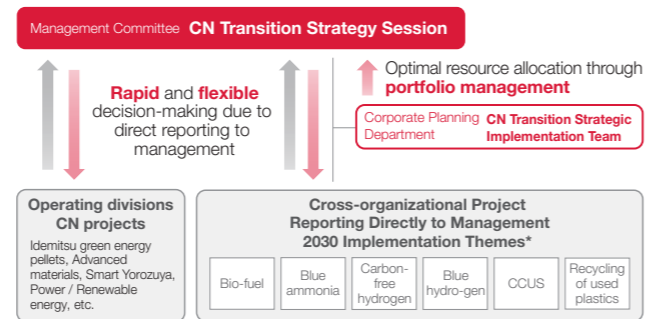 Management Committee CN Transition Strategy Session
Rapid and flexible
decision-making due to
direct reporting to
management
Optimal resource allocation through
portfolio management
Corporate Planning
Department
CN Transition Strategic
Implementation Team
Operating divisions
CN projects
Idemitsu green energy
pellets, Advanced
materials, Smart Yorozuya,
Power / Renewable
energy, etc.
Cross-organizational Project
Reporting Directly to Management
2030 Implementation Themes*
Bio-fuel
Blue
ammonia
Carbon-
free
hydrogen
Blue
hydro-gen
CCUS
Recycling
of used
plastics